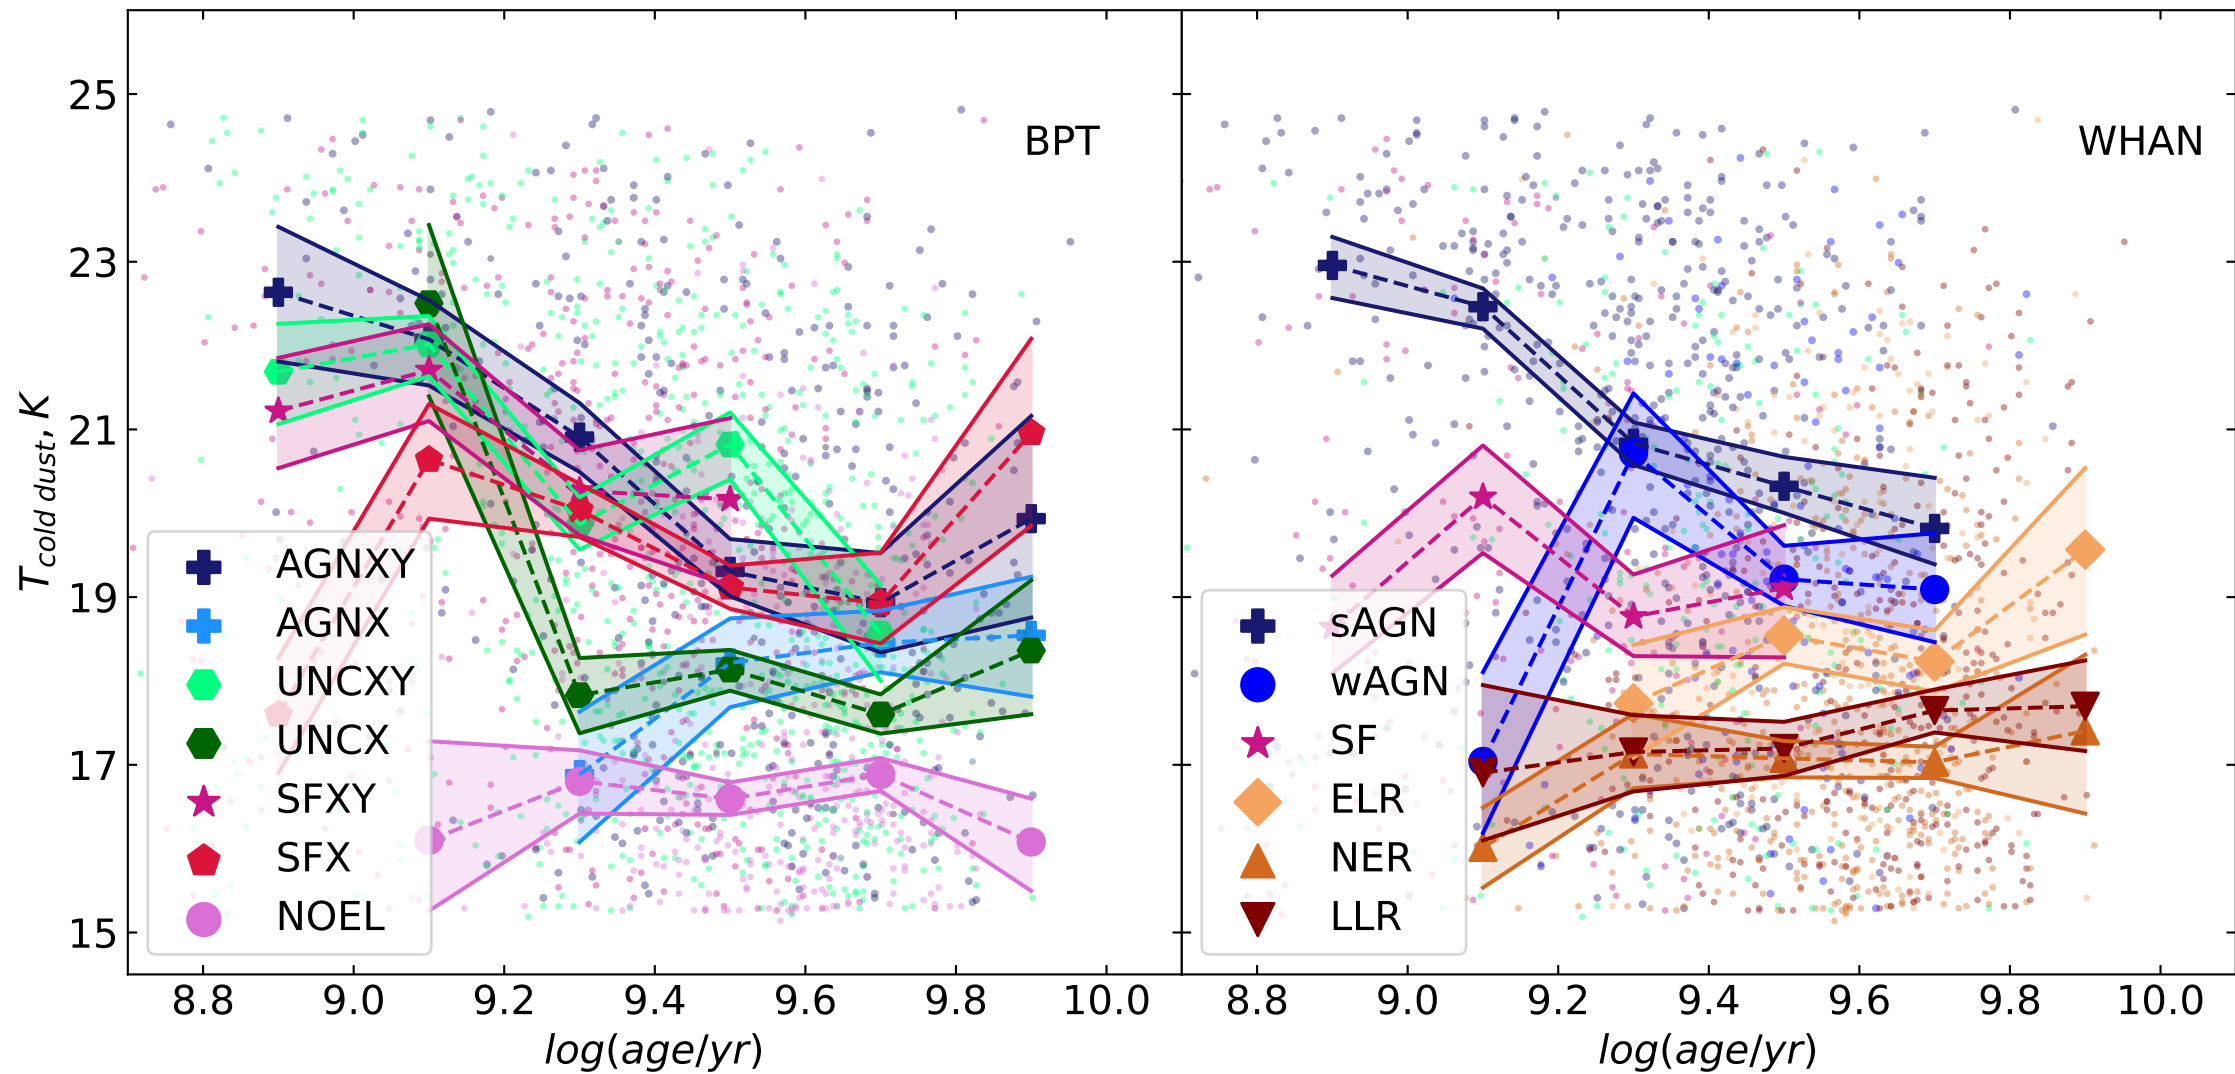 BPT
WHAN
25
23
21
19
17
15
T_{cold dust}, K
AGNXY
AGNX
UNCXY
UNCX
SFXY
SFX
NOEL
sAGN
wAGN
SF
ELR
NER
LLR
8.8 9.0 9.2 9.4 9.6 9.8 10.0
8.8 9.0 9.2 9.4 9.6 9.8 10.0
log(age/yr)
log(age/yr)